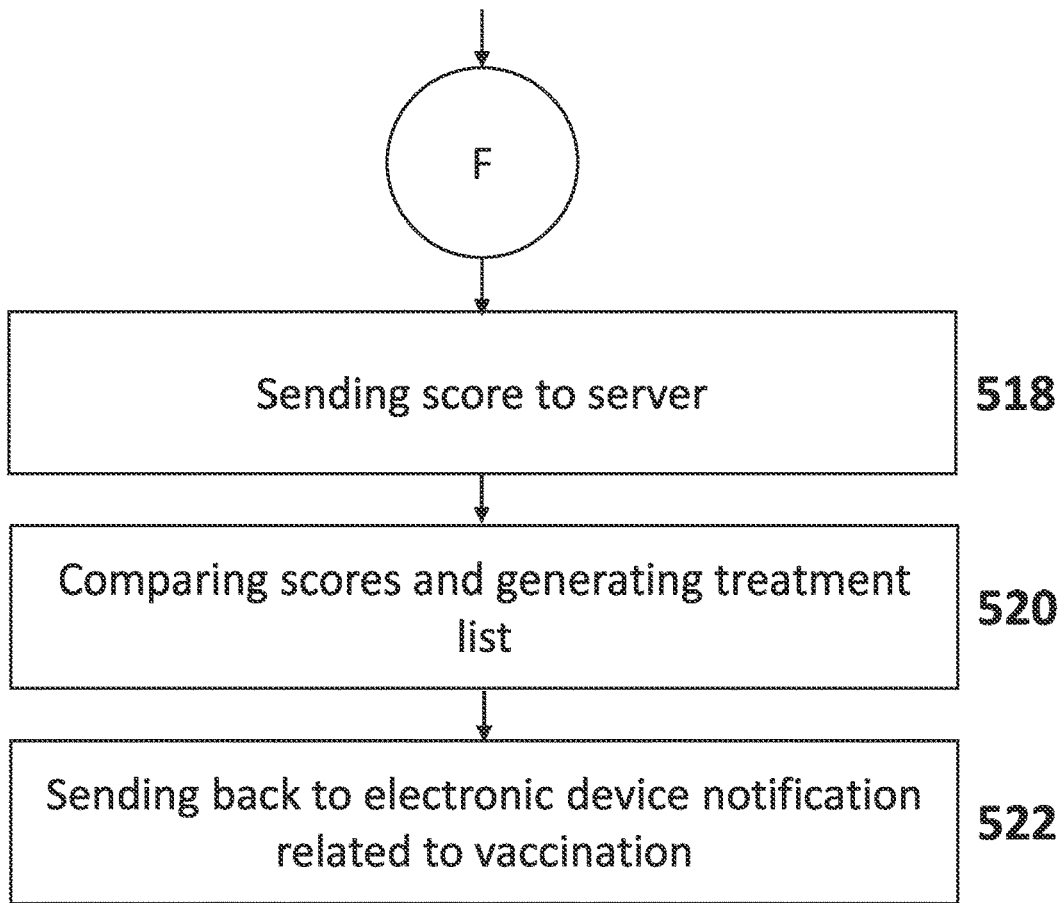 F
Sending score to server
518
Comparing scores and generating treatment
list
520
Sending back to electronic device notification
related to vaccination
522